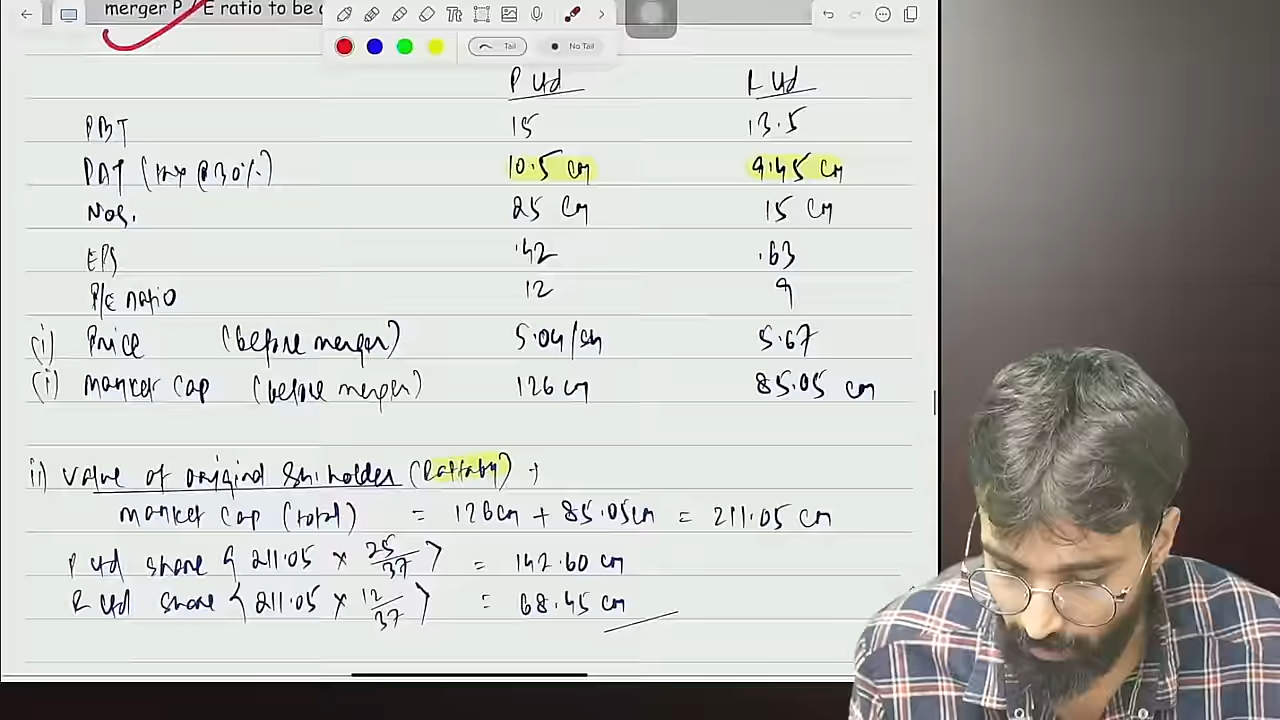 merger P / E ratio to be
Tail
No Tail
P Ltd R Ltd
PBT 15 13.5
PAT (tax @ 30%) 10.5 cr 9.45 cr
Nos. 25 cr 15 cr
EPS .42 .63
P/E ratio 12 9
(i) Price (before merger) 5.04/sh 5.67
(i) market cap (before merger) 126 cr 85.05 cr
ii) Value of original
market cap (total) = 126 cr + 85.05 cr = 211.05 cr
P Ltd share { 211.05 × 25/37 } = 142.60 cr
R Ltd share { 211.05 × 12/37 } = 68.45 cr